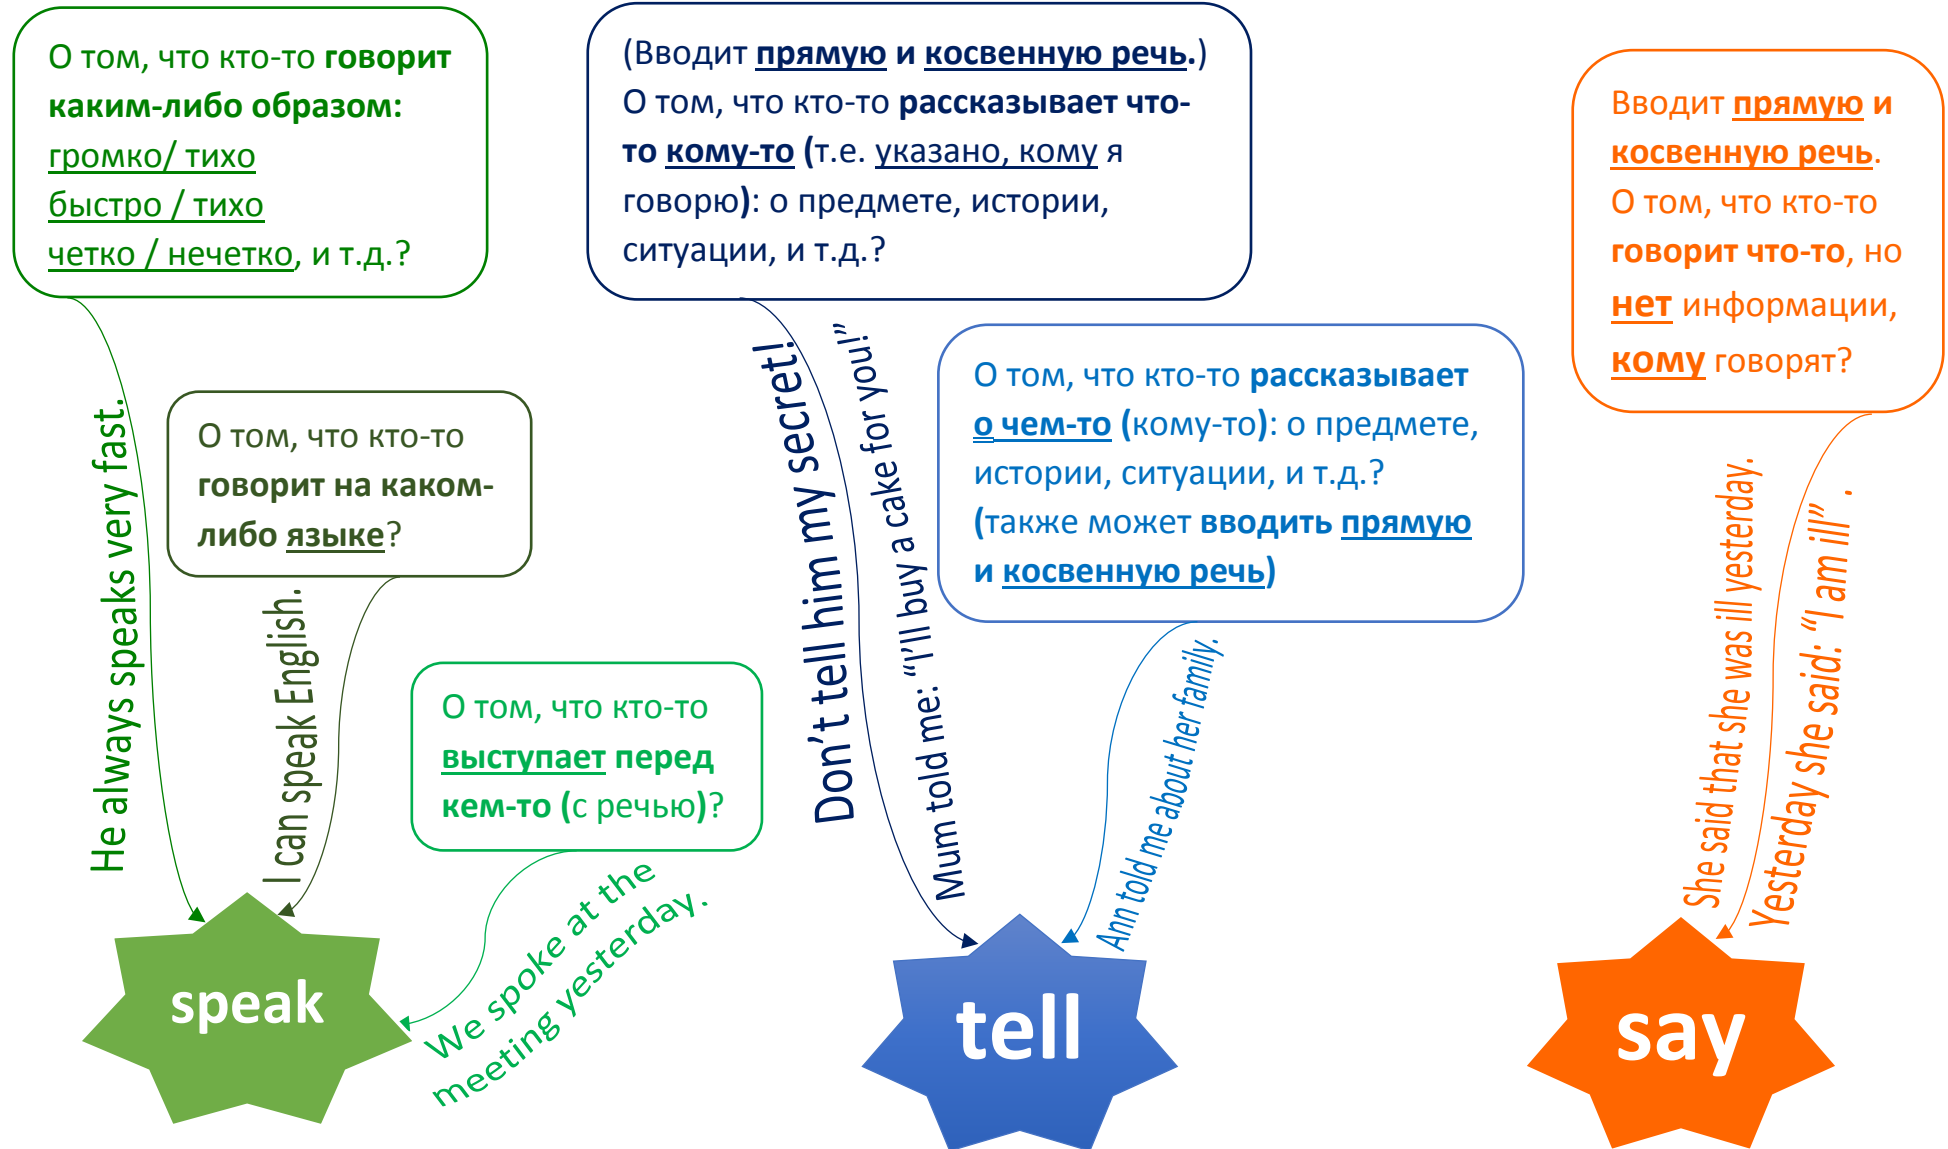 О том, что кто-то говорит
каким-либо образом:
громко/ тихо
быстро / тихо
четко / нечетко, и т.д.?
He always speaks very fast.
О том, что кто-то
говорит на каком-
либо языке?
I can speak English.
О том, что кто-то
выступает перед
кем-то (с речью)?
We spoke at the
meeting yesterday.
speak
(Вводит прямую и косвенную речь.)
О том, что кто-то рассказывает что-
то кому-то (т.е. указано, кому я
говорю): о предмете, истории,
ситуации, и т.д.?
Don't tell him my secret!
Mum told me: “I'll buy a cake for you!”
О том, что кто-то рассказывает
о чем-то (кому-то): о предмете,
истории, ситуации, и т.д.?
(также может вводить прямую
и косвенную речь)
Ann told me about her family.
tell
Вводит прямую и
косвенную речь.
О том, что кто-то
говорит что-то, но
нет информации,
кому говорят?
She said that she was ill yesterday.
Yesterday she said: “I am ill” .
say